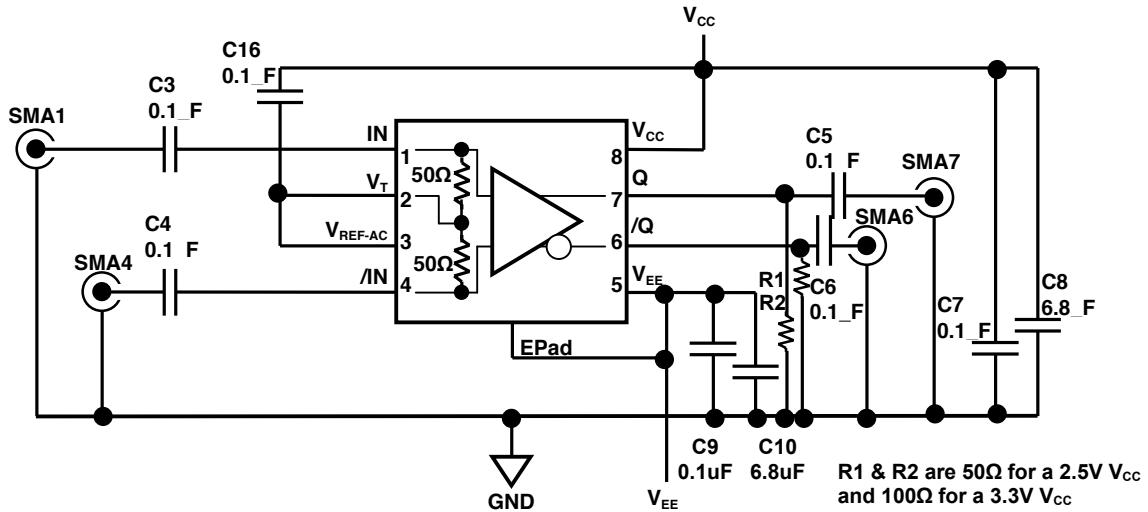 VCC
C16
0.1_F
C3
0.1_F
SMA1
IN
1
50Ω
VT
2
VREF-AC
3
50Ω
/IN
4
C4
0.1 F
SMA4
VCC
8
Q
7
/Q
6
VEE
5
EPad
C5
0.1 F
SMA7
SMA6
R1
R2
C6
0.1_F
C7
0.1_F
C8
6.8_F
C9
0.1uF
C10
6.8uF
VEE
GND
R1 & R2 are 50Ω for a 2.5V VCC
and 100Ω for a 3.3V VCC